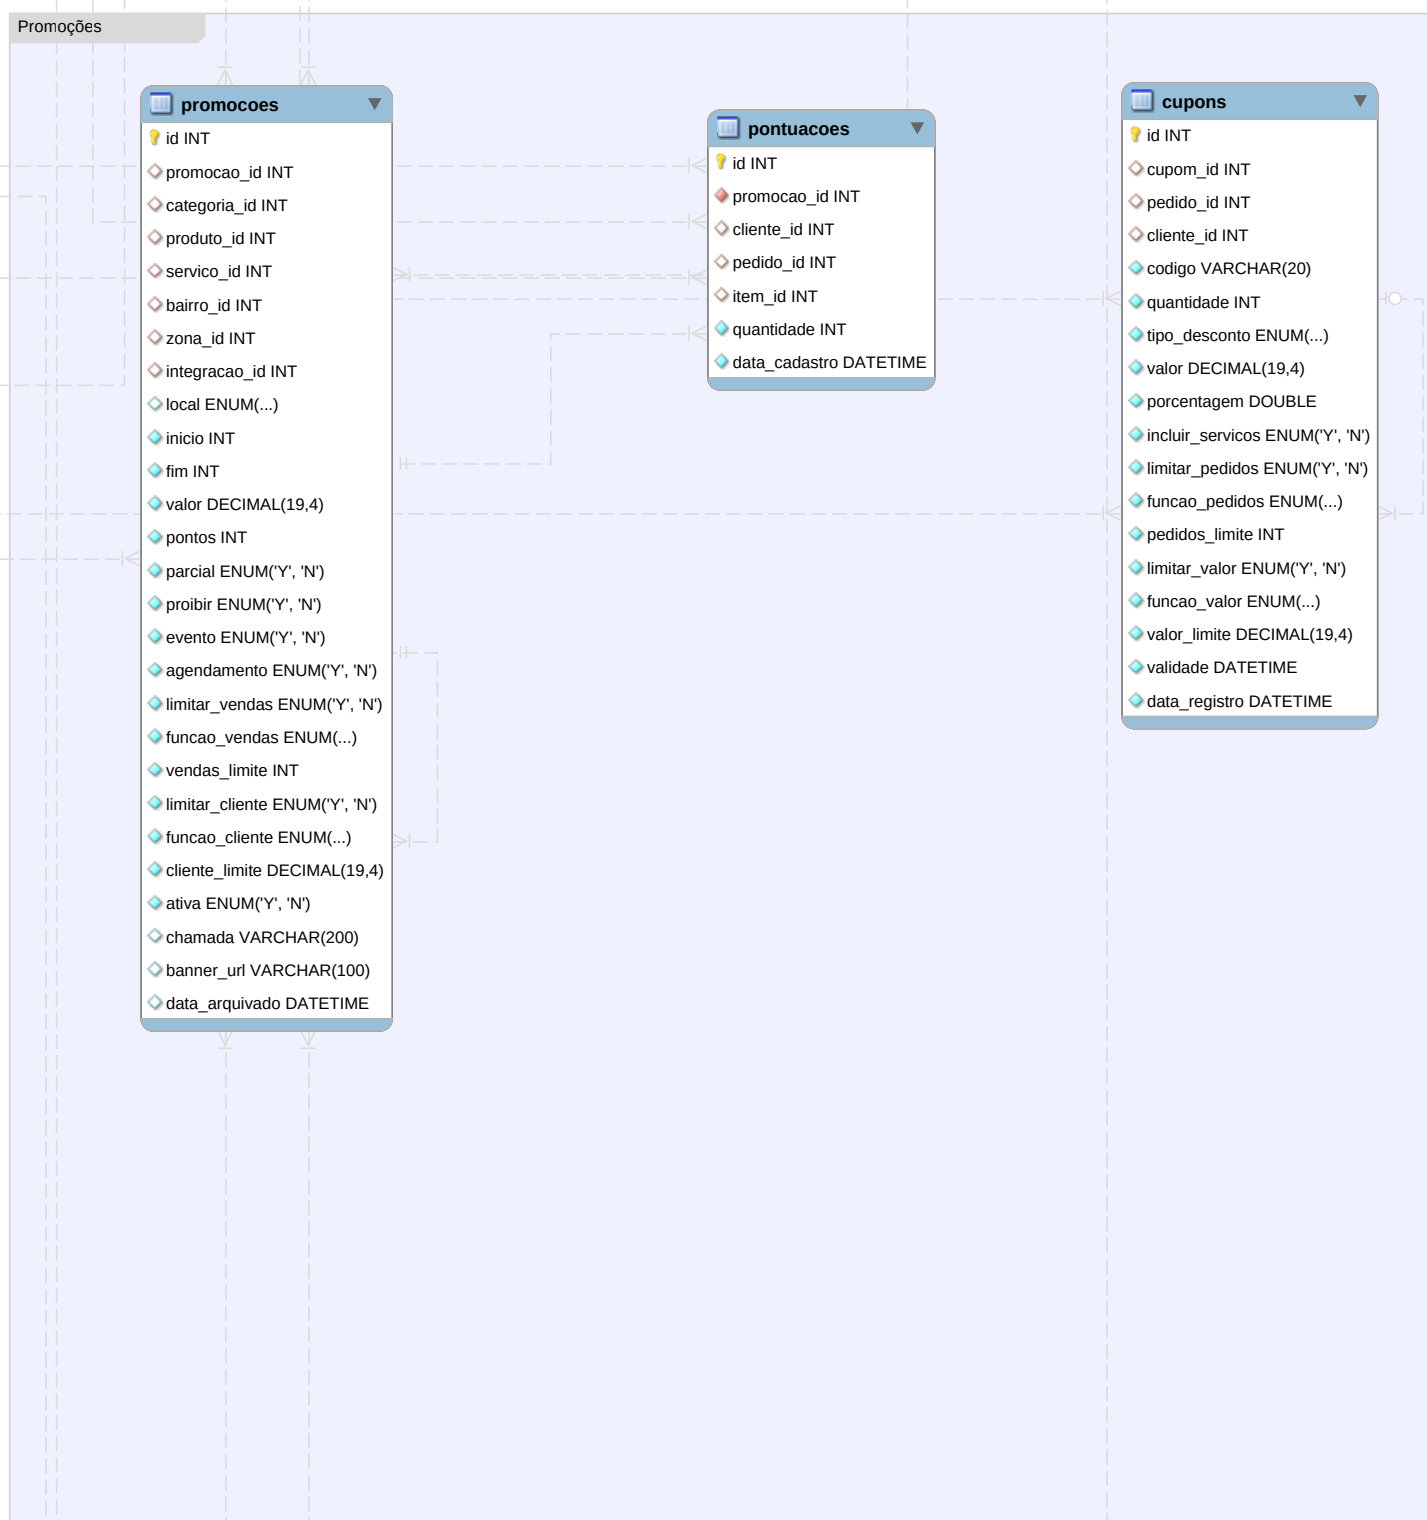 Promoções
promocoes
id INT
promocao_id INT
categoria_id INT
produto_id INT
servico_id INT
bairro_id INT
zona_id INT
integracao_id INT
local ENUM(...)
inicio INT
fim INT
valor DECIMAL(19,4)
pontos INT
parcial ENUM('Y', 'N')
proibir ENUM('Y', 'N')
evento ENUM('Y', 'N')
agendamento ENUM('Y', 'N')
limitar_vendas ENUM('Y', 'N')
funcao_vendas ENUM(...)
vendas_limite INT
limitar_cliente ENUM('Y', 'N')
funcao_cliente ENUM(...)
cliente_limite DECIMAL(19,4)
ativa ENUM('Y', 'N')
chamada VARCHAR(200)
banner_url VARCHAR(100)
data_arquivado DATETIME
pontuacoes
id INT
promocao_id INT
cliente_id INT
pedido_id INT
item_id INT
quantidade INT
data_cadastro DATETIME
cupons
id INT
cupom_id INT
pedido_id INT
cliente_id INT
codigo VARCHAR(20)
quantidade INT
tipo_desconto ENUM(...)
valor DECIMAL(19,4)
porcentagem DOUBLE
incluir_servicos ENUM('Y', 'N')
limitar_pedidos ENUM('Y', 'N')
funcao_pedidos ENUM(...)
pedidos_limite INT
limitar_valor ENUM('Y', 'N')
funcao_valor ENUM(...)
valor_limite DECIMAL(19,4)
validade DATETIME
data_registro DATETIME